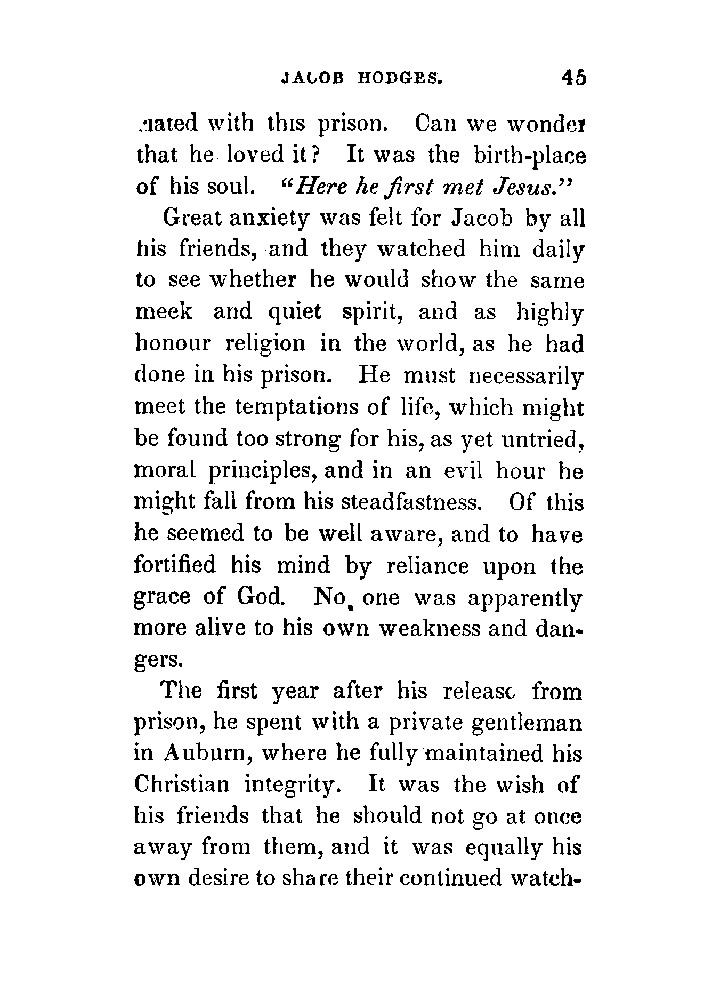 JACOB HODGES. 45
with this prison. Can we wonder
that he loved it? It was the birth-place
of his soul. "Here he first met Jesus."
Great anxiety was felt for Jacob by all
his friends, and they watched him daily
to see whether he would show the same
meek and quiet spirit, and as highly
honour religion in the world, as he had
done in his prison. He must necessarily
meet the temptations of life, which might
be found too strong for his, as yet untried,
moral principles, and in an evil hour he
might fall from his steadfastness. Of this
he seemed to be well aware, and to have
fortified his mind by reliance upon the
grace of God. No one was apparently
more alive to his own weakness and dan-
gers.
The first year after his release from
prison, he spent with a private gentleman
in Auburn, where he fully maintained his
Christian integrity. It was the wish of
his friends that he should not go at once
away from them, and it was equally his
own desire to share their continued watch-